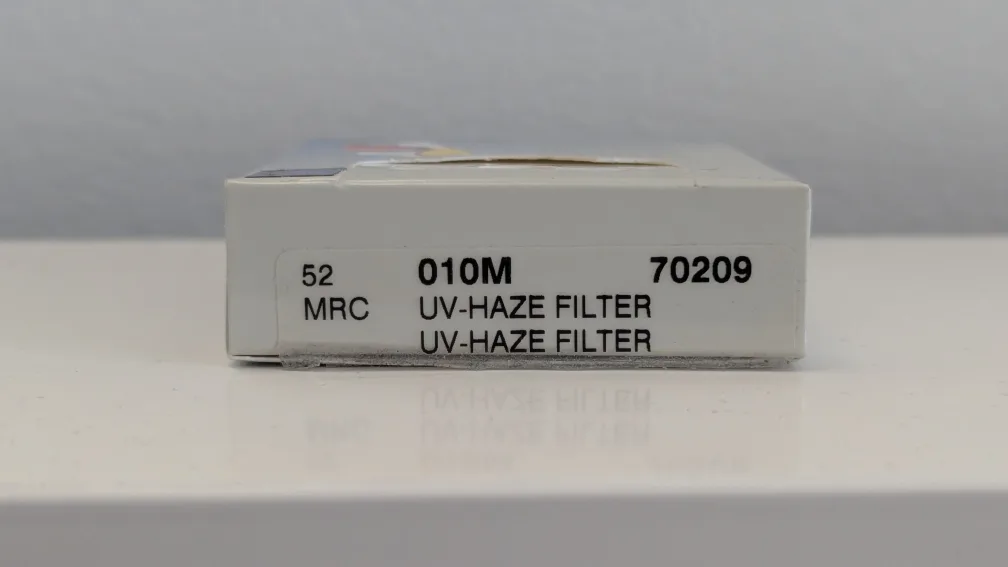 52 010M 70209
MRC UV-HAZE FILTER
UV-HAZE FILTER